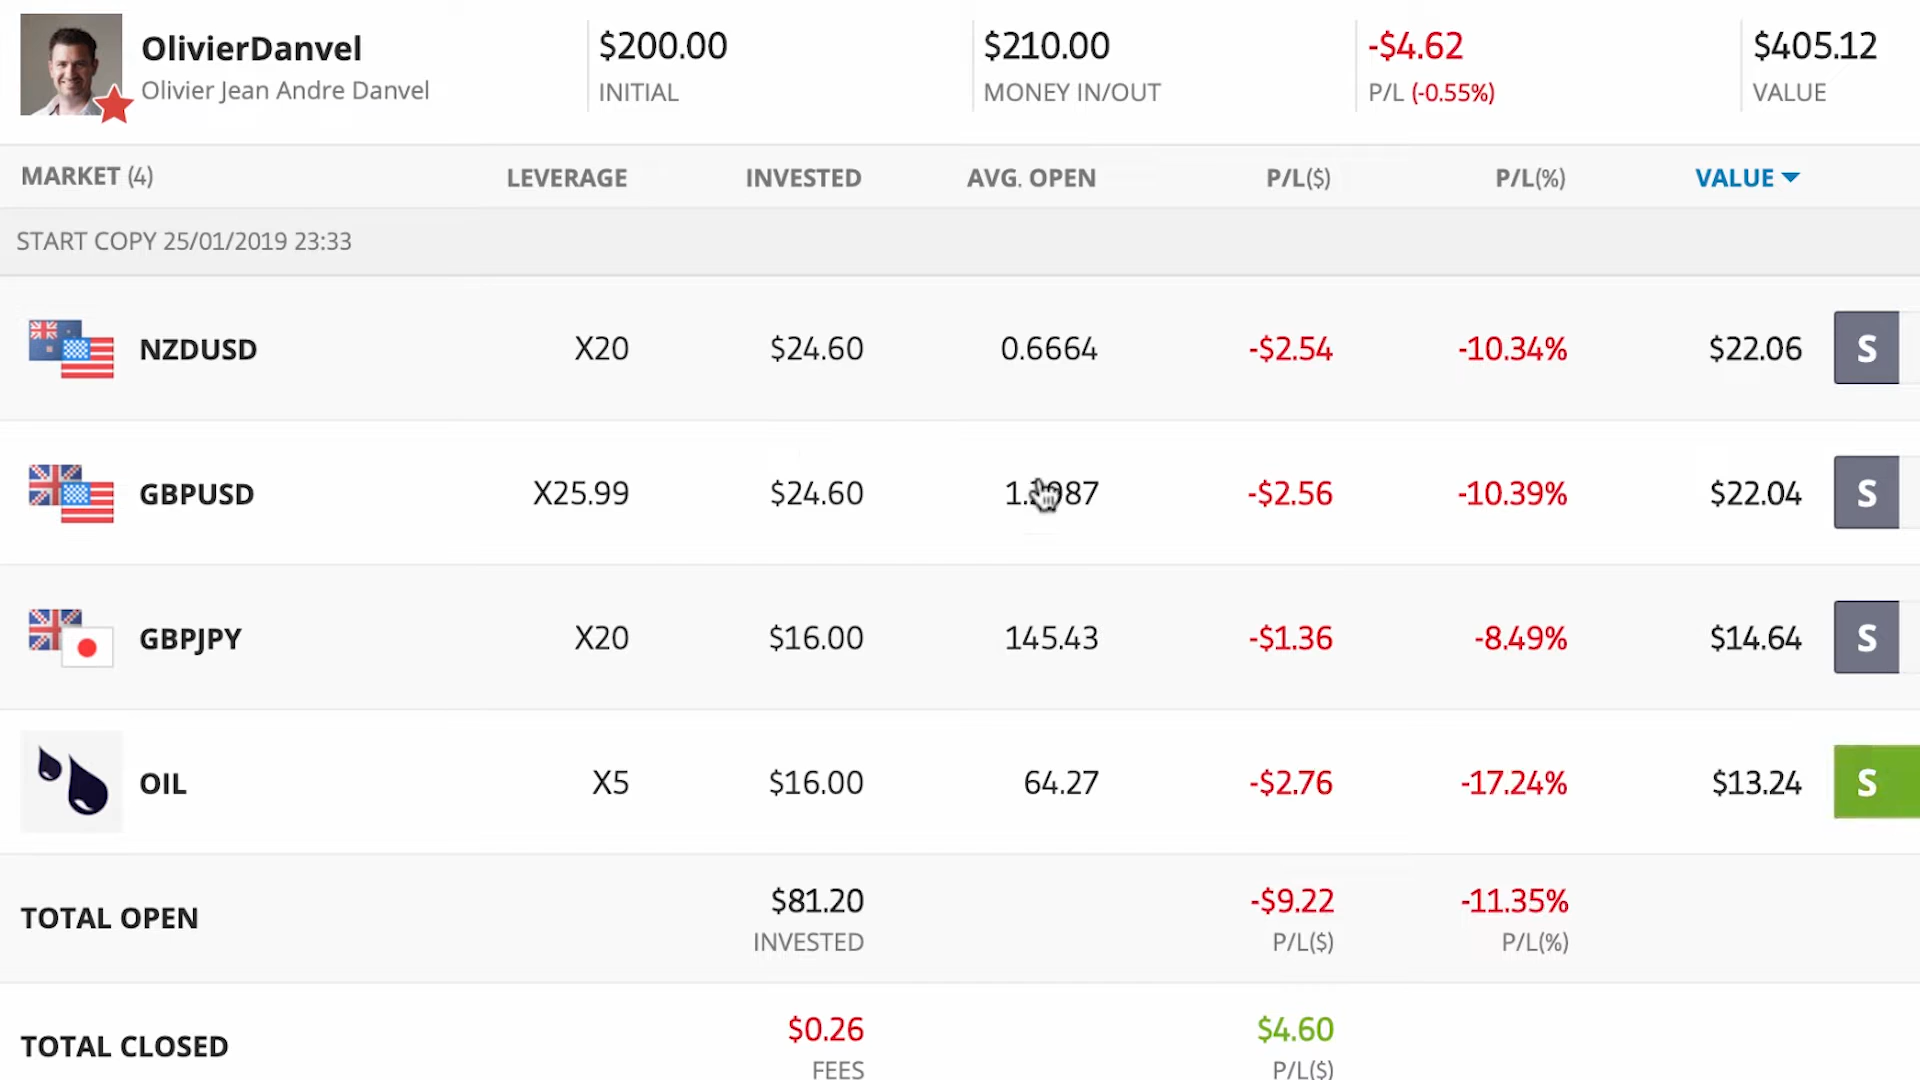 OlivierDanvel
Olivier Jean Andre Danvel
$200.00
INITIAL
$210.00
MONEY IN/OUT
-$4.62
P/L (-0.55%)
$405.12
VALUE
MARKET (4) LEVERAGE INVESTED AVG. OPEN P/L($) P/L(%) VALUE
START COPY 25/01/2019 23:33
NZDUSD X20 $24.60 0.6664 -$2.54 -10.34% $22.06 S
GBPUSD X25.99 $24.60 -$2.56 -10.39% $22.04 S
GBPJPY X20 $16.00 145.43 -$1.36 -8.49% $14.64 S
OIL X5 $16.00 64.27 -$2.76 -17.24% $13.24 S
TOTAL OPEN $81.20 -$9.22 -11.35%
INVESTED P/L($) P/L(%)
TOTAL CLOSED $0.26 $4.60
FEES P/L($)